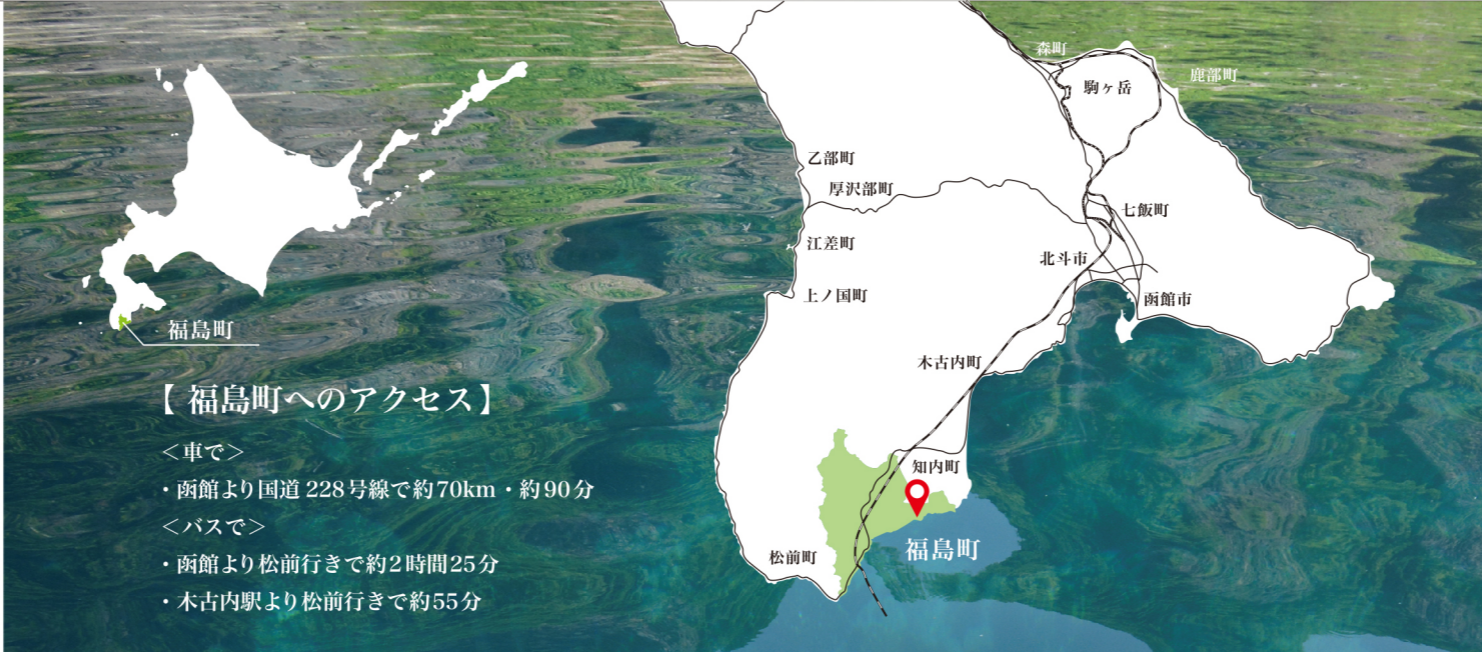 福島町
【 福島町へのアクセス】
＜車で＞
・函館より国道 228号線で約70km・約90分
＜バスで＞
・函館より松前行きで約2時間25分
・木古内駅より松前行きで約55分
森町
駒ヶ岳
鹿部町
乙部町
厚沢部町
七飯町
江差町
北斗市
上ノ国町
函館市
木古内町
知内町
福島町
松前町